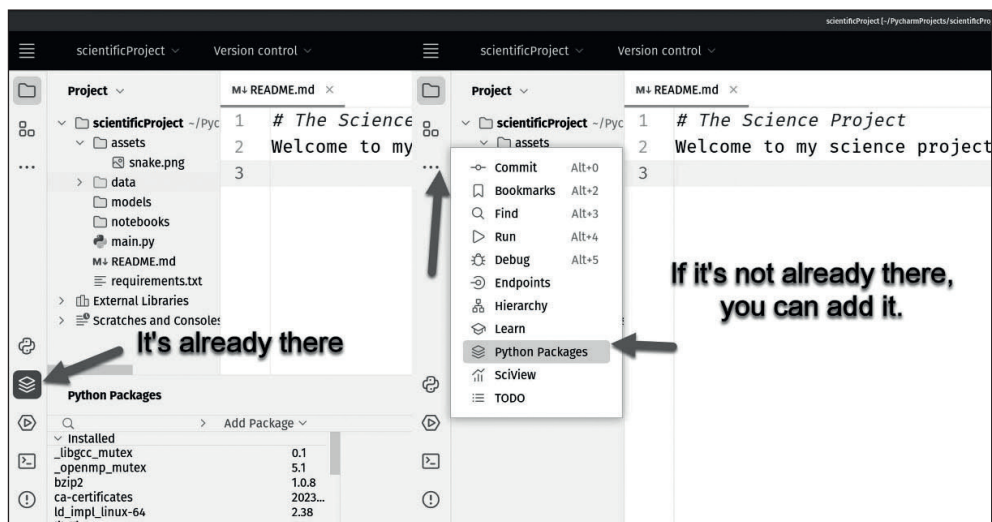 scientificProject [~/PycharmProjects/scientificPro
scientificProject
Version control
Project
scientificProject ~/Pyc
assets
snake.png
data
models
notebooks
main.py
M↓ README.md
requirements.txt
External Libraries
Scratches and Consoles
It's already there
M↓ README.md ×
1 # The Science
2 Welcome to my
3
Python Packages
Add Package
Installed
_libgcc_mutex 0.1
_openmp_mutex 5.1
bzip2 1.0.8
ca-certificates 2023...
ld_impl_linux-64 2.38
scientificProject
Version control
Project
scientificProject ~/Pyc
assets
M↓ README.md ×
1 # The Science Project
2 Welcome to my science project
3
Commit Alt+0
Bookmarks Alt+2
Find Alt+3
Run Alt+4
Debug Alt+5
Endpoints
Hierarchy
Learn
Python Packages
SciView
TODO
If it's not already there,
you can add it.